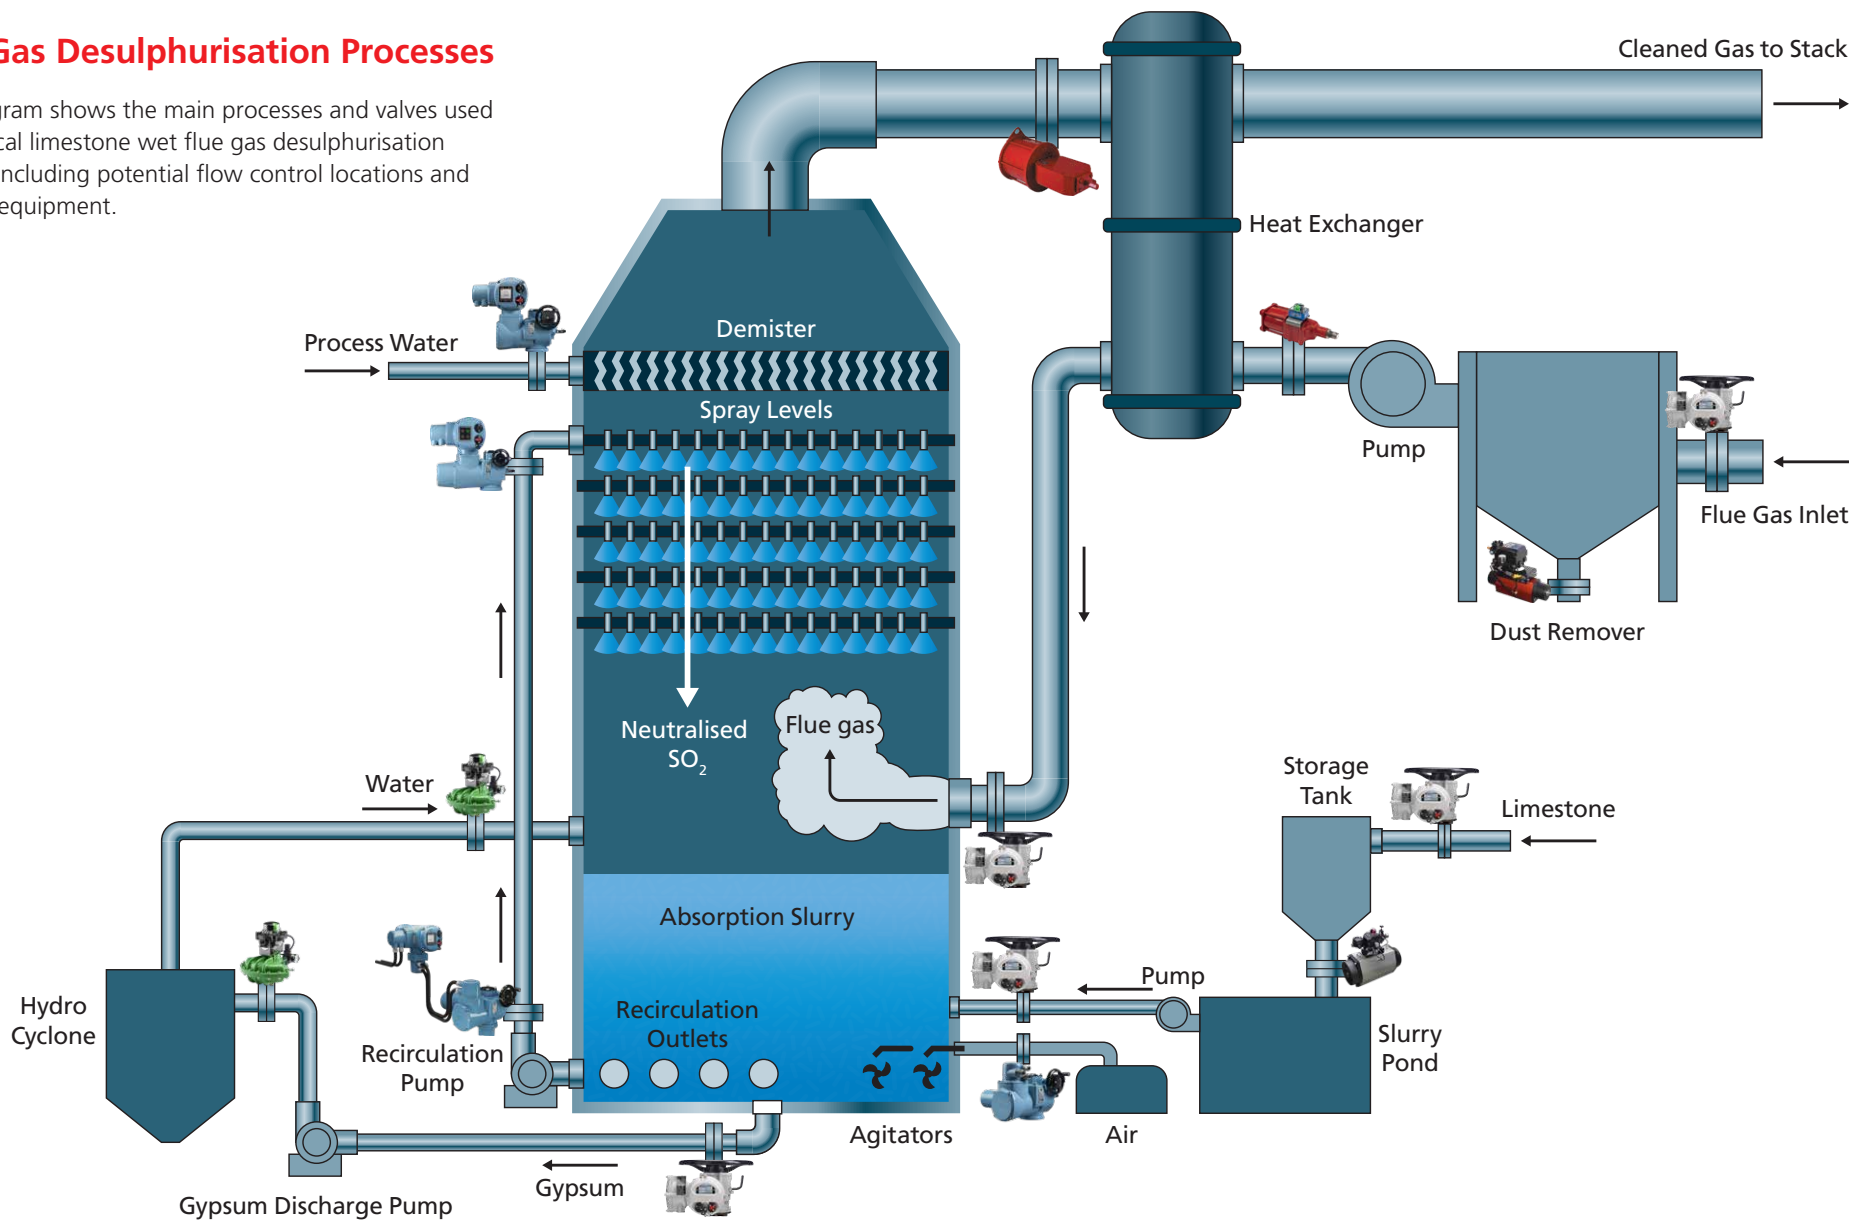 Gas Desulphurisation Processes
gram shows the main processes and valves used
cal limestone wet flue gas desulphurisation
including potential flow control locations and
equipment.
Cleaned Gas to Stack
Heat Exchanger
Process Water
Demister
Spray Levels
Pump
Flue Gas Inlet
Dust Remover
Neutralised
SO2
Flue gas
Water
Storage
Tank
Limestone
Absorption Slurry
Pump
Hydro
Cyclone
Recirculation
Pump
Recirculation
Outlets
Slurry
Pond
Agitators
Air
Gypsum
Gypsum Discharge Pump